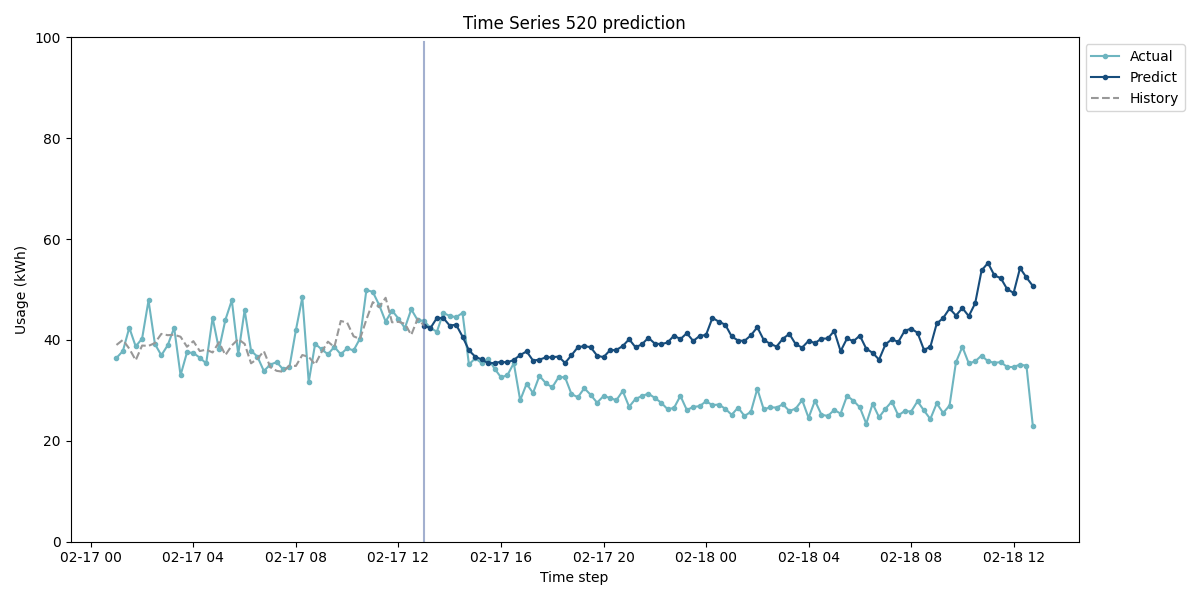 Time Series 520 prediction
100
80
60
40
20
0
Usage (kWh)
02-17 00 02-17 04 02-17 08 02-17 12 02-17 16 02-17 20 02-18 00 02-18 04 02-18 08 02-18 12
Time step
Actual
Predict
History